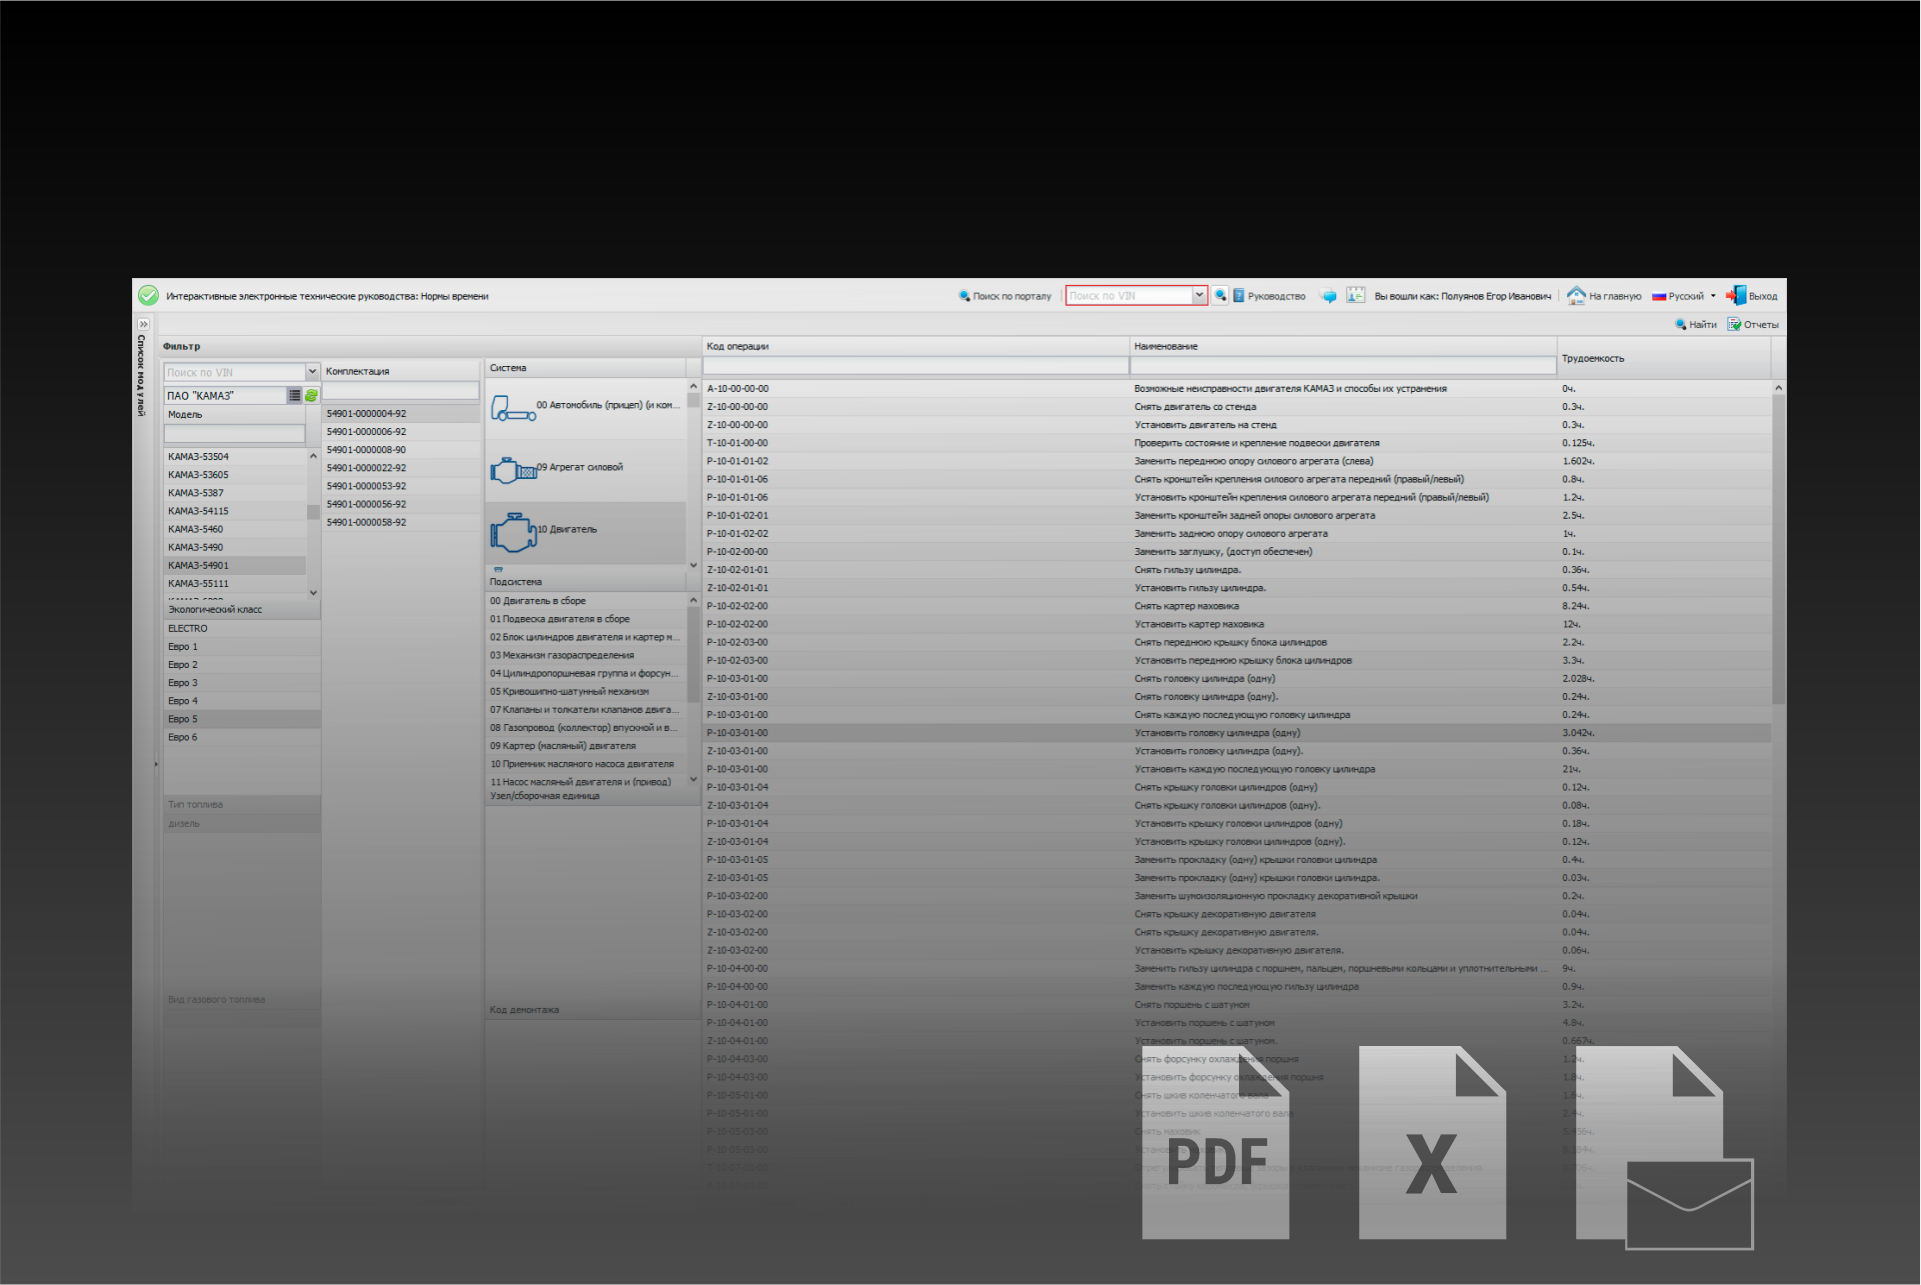 Интерактивные электронные технические руководства: Нормы времени
Поиск по порталу
Поиск по VIN
Руководство
Вы вошли как: Полуянов Егор Иванович
На главную
Русский
Выход
Найти
Отчеты
Список модулей
Фильтр
Поиск по VIN
ПАО "КАМАЗ"
Модель
КАМАЗ-53504
КАМАЗ-53605
КАМАЗ-5387
КАМАЗ-54115
КАМАЗ-5460
КАМАЗ-5490
КАМАЗ-54901
КАМАЗ-55111
Экологический класс
ELECTRO
Евро 1
Евро 2
Евро 3
Евро 4
Евро 5
Евро 6
Тип топлива
дизель
Вид газового топлива
Комплектация
54901-0000004-92
54901-0000006-92
54901-0000008-90
54901-0000022-92
54901-0000053-92
54901-0000056-92
54901-0000058-92
Система
00 Автомобиль (прицеп) (и ком...
09 Агрегат силовой
10 Двигатель
Подсистема
00 Двигатель в сборе
01 Подвеска двигателя в сборе
02 Блок цилиндров двигателя и картер м...
03 Механизм газораспределения
04 Цилиндропоршневая группа и форсун...
05 Кривошипно-шатунный механизм
07 Клапаны и толкатели клапанов двига...
08 Газопровод (коллектор) впускной и в...
09 Картер (масляный) двигателя
10 Приемник масляного насоса двигателя
11 Насос масляный двигателя и (привод)
Узел/сборочная единица
Код демонтажа
Код операции Наименование Трудоемкость
A-10-00-00-00 Возможные неисправности двигателя КАМАЗ и способы их устранения 0ч.
Z-10-00-00-00 Снять двигатель со стенда 0.3ч.
Z-10-00-00-00 Установить двигатель на стенд 0.3ч.
T-10-01-00-00 Проверить состояние и крепление подвески двигателя 0.125ч.
P-10-01-01-02 Заменить переднюю опору силового агрегата (слева) 1.602ч.
P-10-01-01-06 Снять кронштейн крепления силового агрегата передний (правый/левый) 0.8ч.
P-10-01-01-06 Установить кронштейн крепления силового агрегата передний (правый/левый) 1.2ч.
P-10-01-02-01 Заменить кронштейн задней опоры силового агрегата 2.5ч.
P-10-01-02-02 Заменить заднюю опору силового агрегата 1ч.
P-10-02-00-00 Заменить заглушку, (доступ обеспечен) 0.1ч.
Z-10-02-01-01 Снять гильзу цилиндра. 0.36ч.
Z-10-02-01-01 Установить гильзу цилиндра. 0.54ч.
P-10-02-02-00 Снять картер маховика 8.24ч.
P-10-02-02-00 Установить картер маховика 12ч.
P-10-02-03-00 Снять переднюю крышку блока цилиндров 2.2ч.
P-10-02-03-00 Установить переднюю крышку блока цилиндров 3.3ч.
P-10-03-01-00 Снять головку цилиндра (одну) 2.028ч.
Z-10-03-01-00 Снять головку цилиндра (одну). 0.24ч.
P-10-03-01-00 Снять каждую последующую головку цилиндра 0.24ч.
P-10-03-01-00 Установить головку цилиндра (одну) 3.042ч.
Z-10-03-01-00 Установить головку цилиндра (одну). 0.36ч.
P-10-03-01-00 Установить каждую последующую головку цилиндра 21ч.
P-10-03-01-04 Снять крышку головки цилиндров (одну) 0.12ч.
Z-10-03-01-04 Снять крышку головки цилиндров (одну). 0.08ч.
P-10-03-01-04 Установить крышку головки цилиндров (одну) 0.18ч.
Z-10-03-01-04 Установить крышку головки цилиндров (одну). 0.12ч.
P-10-03-01-05 Заменить прокладку (одну) крышки головки цилиндра 0.4ч.
Z-10-03-01-05 Заменить прокладку (одну) крышки головки цилиндра. 0.03ч.
P-10-03-02-00 Заменить шумоизоляционную прокладку декоративной крышки 0.2ч.
P-10-03-02-00 Снять крышку декоративную двигателя 0.04ч.
Z-10-03-02-00 Снять крышку декоративную двигателя. 0.04ч.
Z-10-03-02-00 Установить крышку декоративную двигателя. 0.06ч.
P-10-04-00-00 Заменить гильзу цилиндра с поршнем, пальцем, поршневыми кольцами и уплотнительными ... 9ч.
P-10-04-00-00 Заменить каждую последующую гильзу цилиндра 0.9ч.
P-10-04-01-00 Снять поршень с шатуном 3.2ч.
P-10-04-01-00 Установить поршень с шатуном 4.8ч.
Z-10-04-01-00 Установить поршень с шатуном. 0.667ч.
P-10-04-03-00 Снять форсунку охлаждения поршня 1.2ч.
P-10-04-03-00 Установить форсунку охлаждения поршня 1.8ч.
P-10-05-01-00 Снять шкив коленчатого вала 1.6ч.
P-10-05-01-00 Установить шкив коленчатого вала
P-10-05-03-00 Снять маховик
P-10-05-03-00 Установить
PDF
X